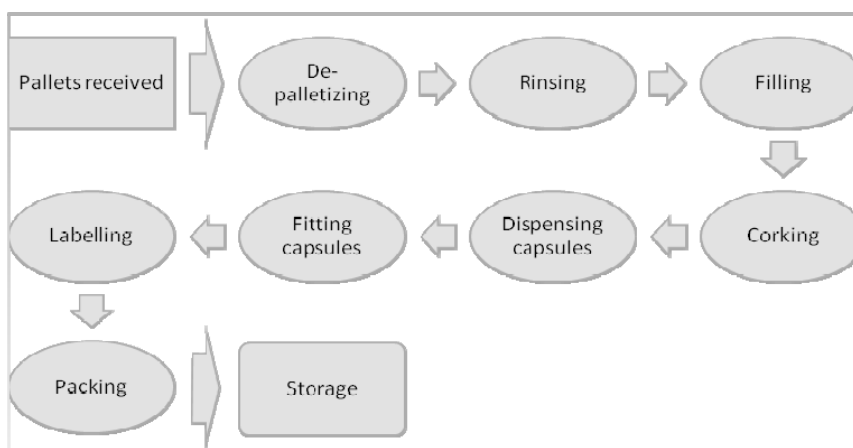 Pallets received
De-
palletizing
Rinsing
Filling
Labelling
Fitting
capsules
Dispensing
capsules
Corking
Packing
Storage